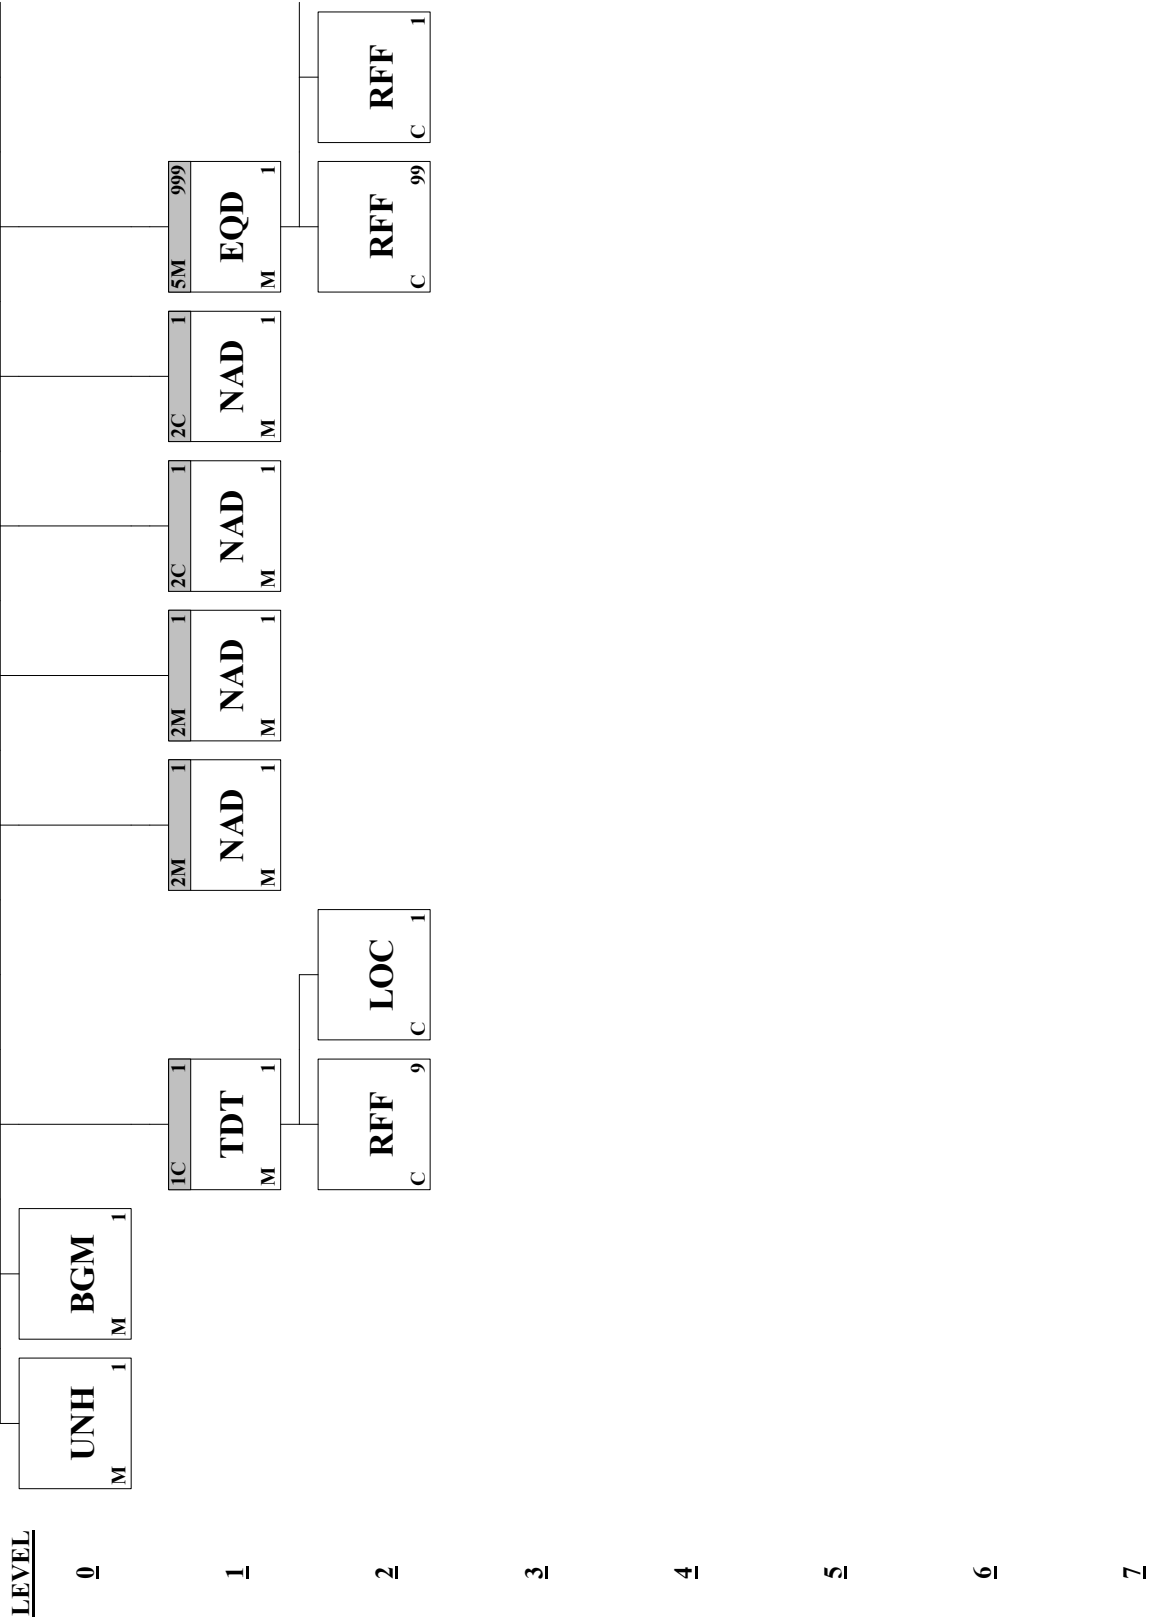 LEVEL
0
UNH
M 1
BGM
M 1
1
1C 1
TDT
M 1
2M 1
NAD
M 1
2M 1
NAD
M 1
2C 1
NAD
M 1
2C 1
NAD
M 1
5M 999
EQD
M 1
2
RFF
C 9
LOC
C 1
RFF
C 99
RFF
C 1
3
4
5
6
7